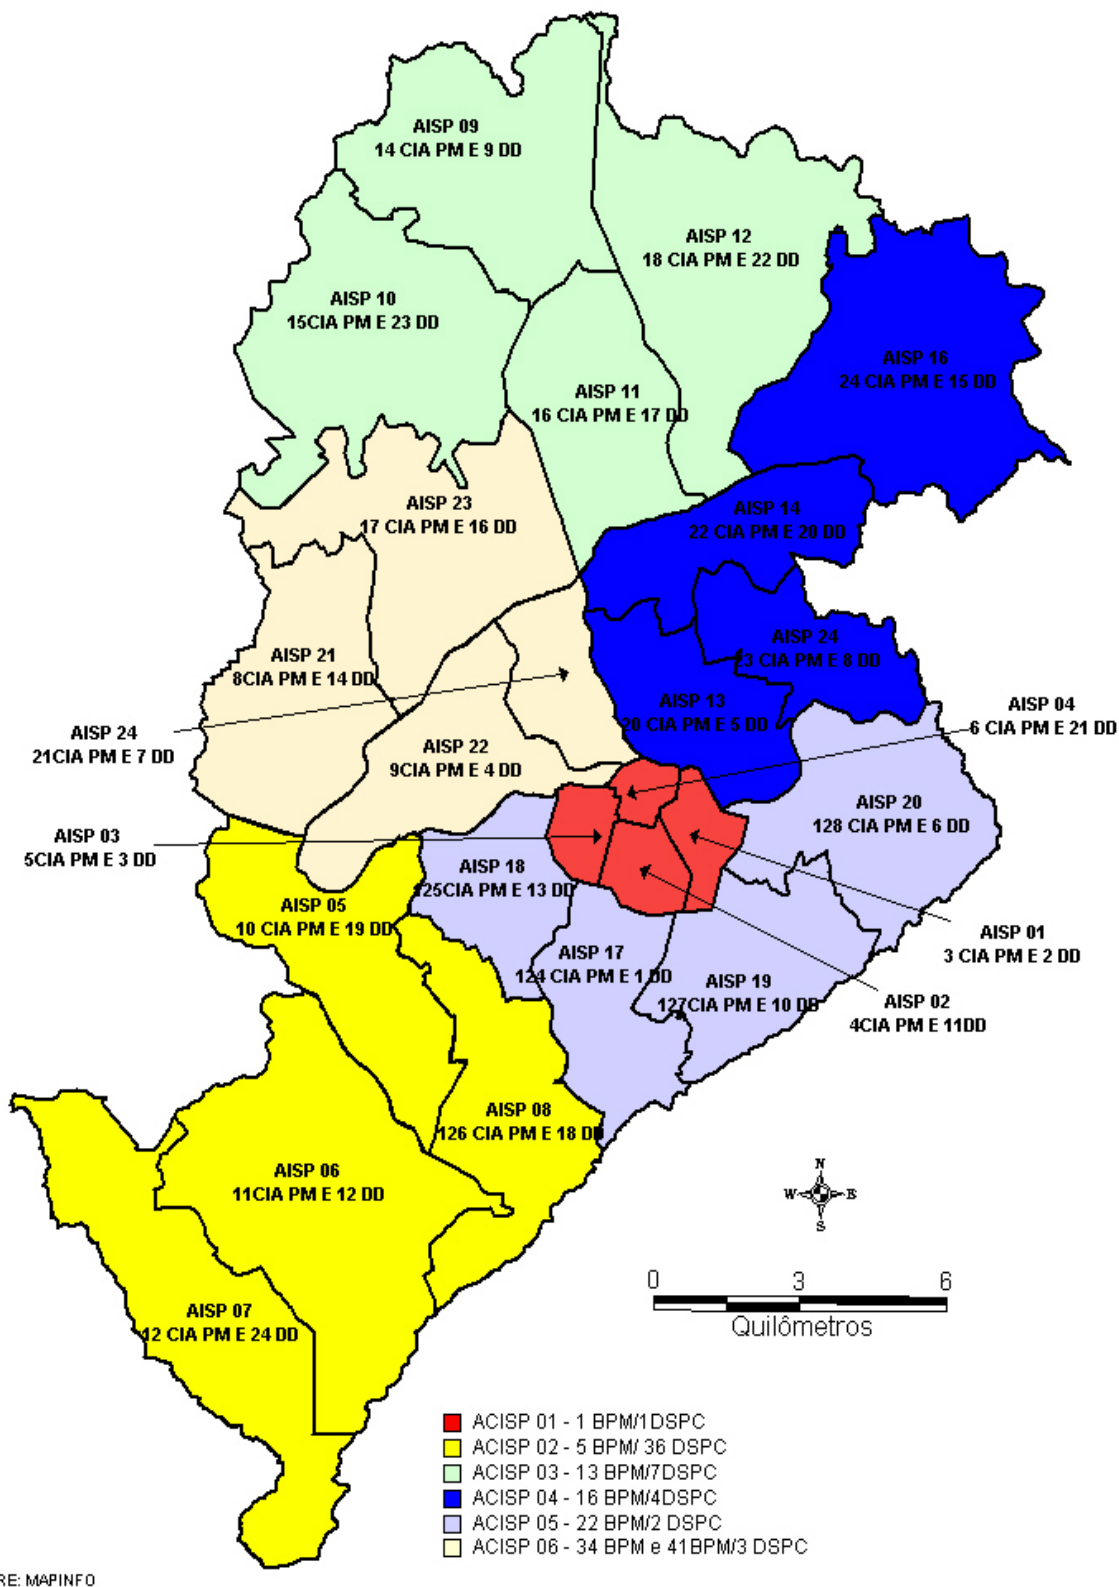 AISP 09
14 CIA PM E 9 DD
AISP 12
18 CIA PM E 22 DD
AISP 10
15CIA PM E 23 DD
AISP 16
24 CIA PM E 15 DD
AISP 11
16 CIA PM E 17 DD
AISP 23
17 CIA PM E 16 DD
AISP 14
22 CIA PM E 20 DD
AISP 24
23 CIA PM E 8 DD
AISP 21
8CIA PM E 14 DD
AISP 13
20 CIA PM E 5 DD
AISP 04
6 CIA PM E 21 DD
AISP 24
21CIA PM E 7 DD
AISP 22
9CIA PM E 4 DD
AISP 20
128 CIA PM E 6 DD
AISP 03
5CIA PM E 3 DD
AISP 18
125CIA PM E 13 DD
AISP 05
10 CIA PM E 19 DD
AISP 01
3 CIA PM E 2 DD
AISP 17
124 CIA PM E 1 DD
AISP 19
127CIA PM E 10 DD
AISP 02
4CIA PM E 11DD
AISP 08
126 CIA PM E 18 DD
AISP 06
11CIA PM E 12 DD
N
W E
S
0 3 6
Quilômetros
AISP 07
12 CIA PM E 24 DD
ACISP 01 - 1 BPM/1DSPC
ACISP 02 - 5 BPM/ 36 DSPC
ACISP 03 - 13 BPM/7DSPC
ACISP 04 - 16 BPM/4DSPC
ACISP 05 - 22 BPM/2 DSPC
ACISP 06 - 34 BPM e 41BPM/3 DSPC
RE: MAPINFO